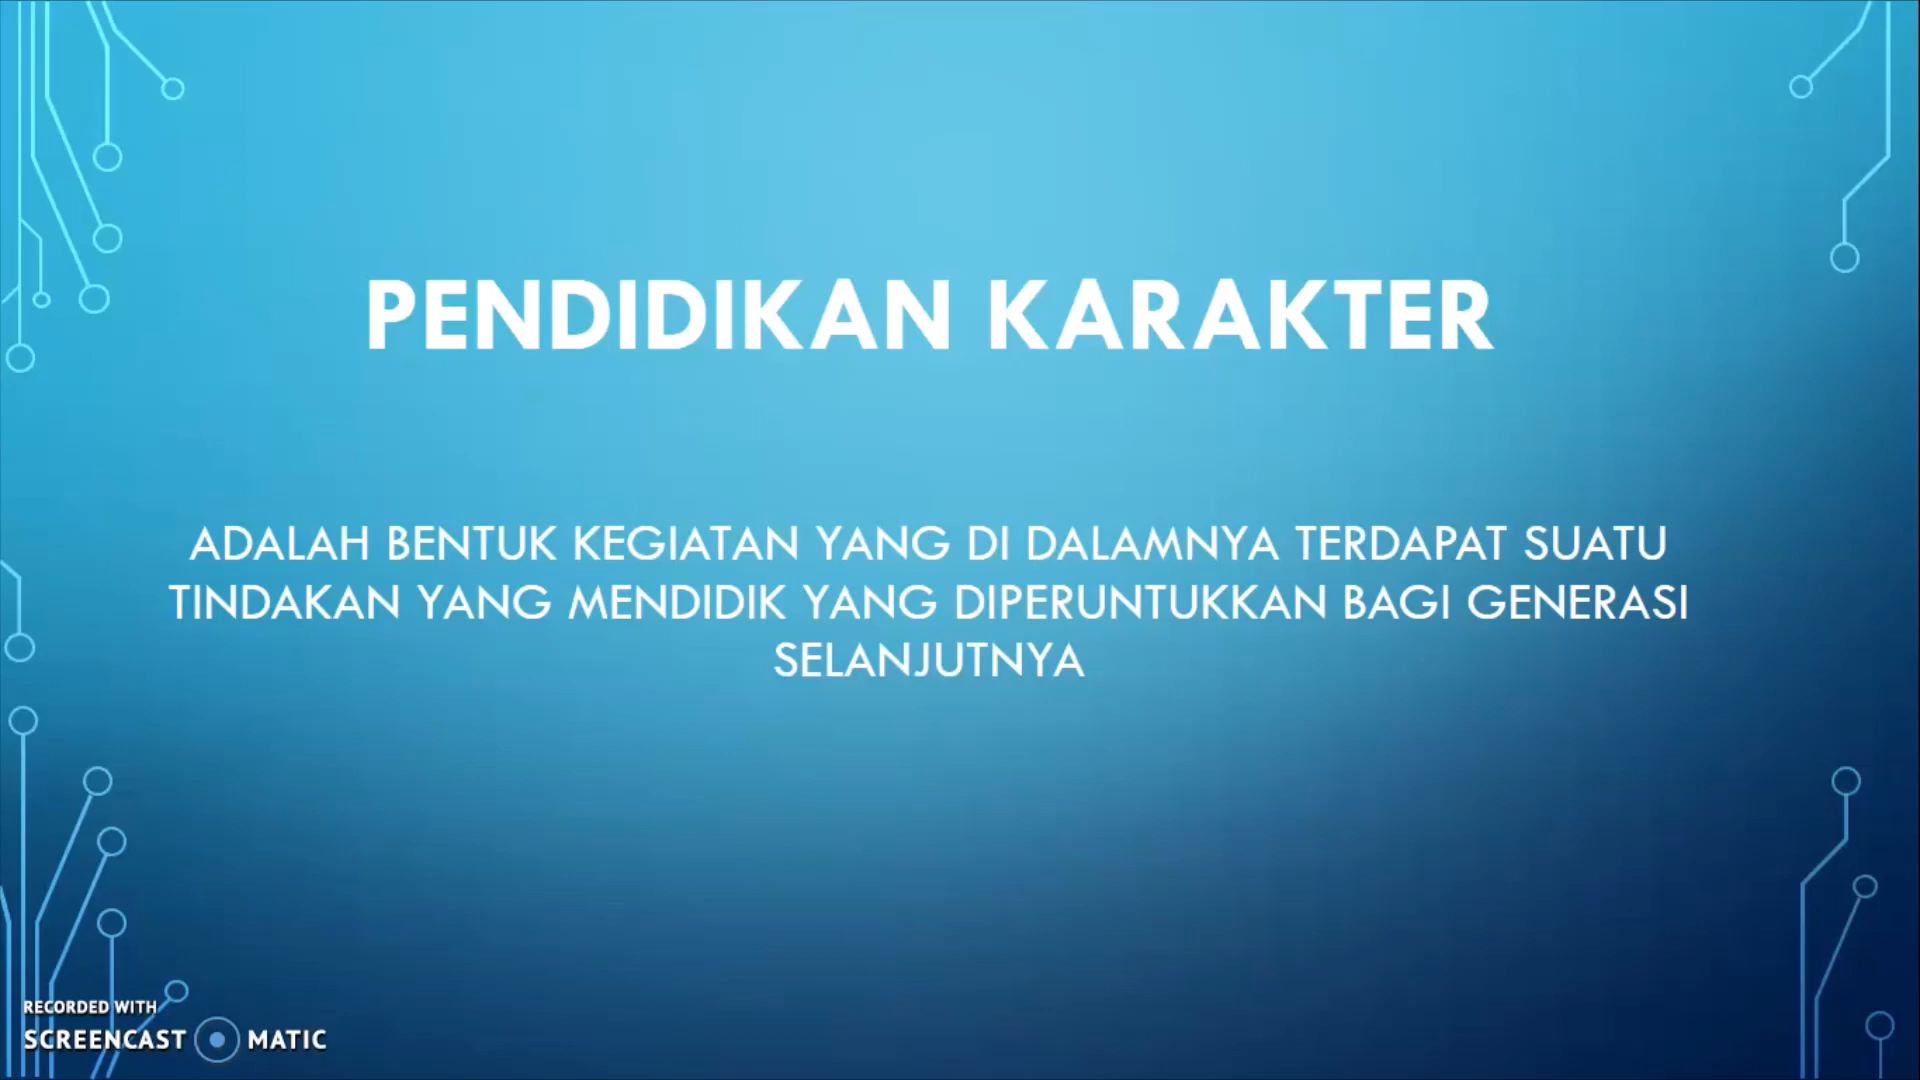 PENDIDIKAN KARAKTER
ADALAH BENTUK KEGIATAN YANG DI DALAMNYA TERDAPAT SUATU
TINDAKAN YANG MENDIDIK YANG DIPERUNTUKKAN BAGI GENERASI
SELANJUTNYA
RECORDED WITH
SCREENCAST MATIC